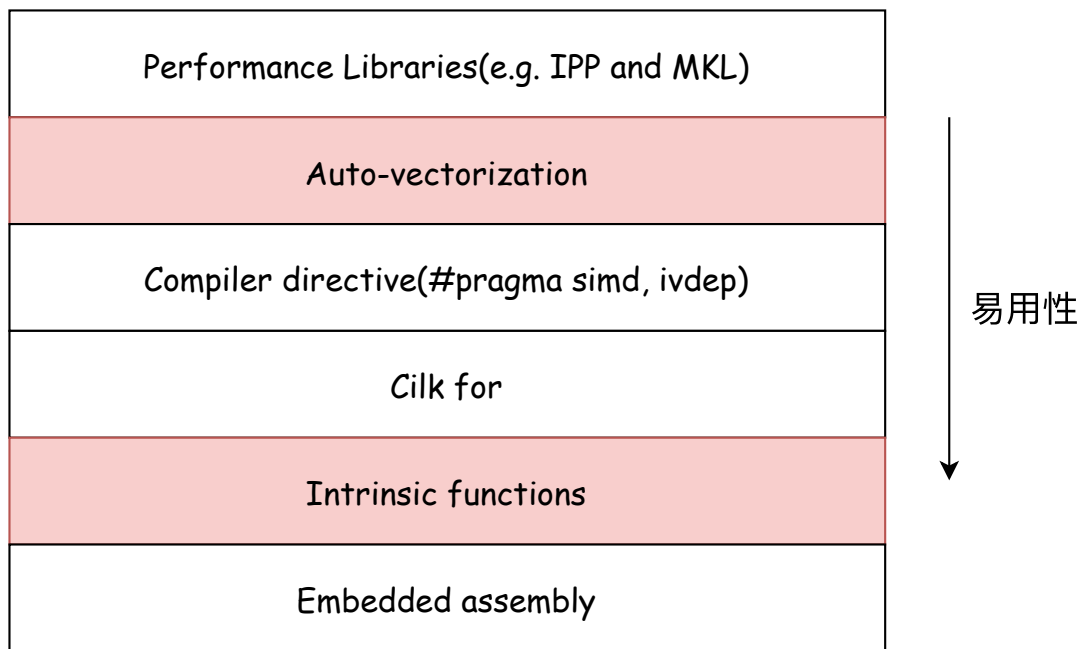 Performance Libraries(e.g. IPP and MKL)
Auto-vectorization
Compiler directive(#pragma simd, ivdep)
易用性
Cilk for
Intrinsic functions
Embedded assembly